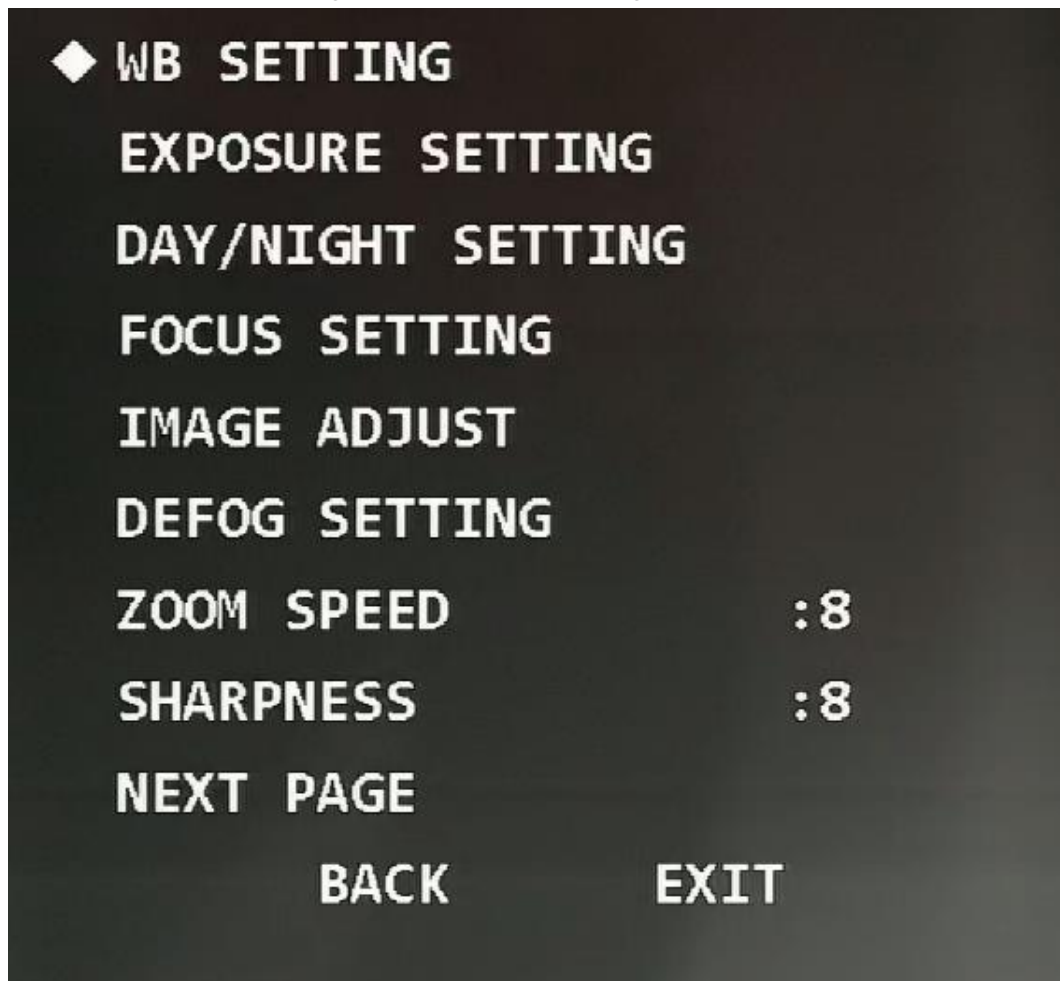 WB SETTING
EXPOSURE SETTING
DAY/NIGHT SETTING
FOCUS SETTING
IMAGE ADJUST
DEFOG SETTING
ZOOM SPEED :8
SHARPNESS :8
NEXT PAGE
BACK EXIT